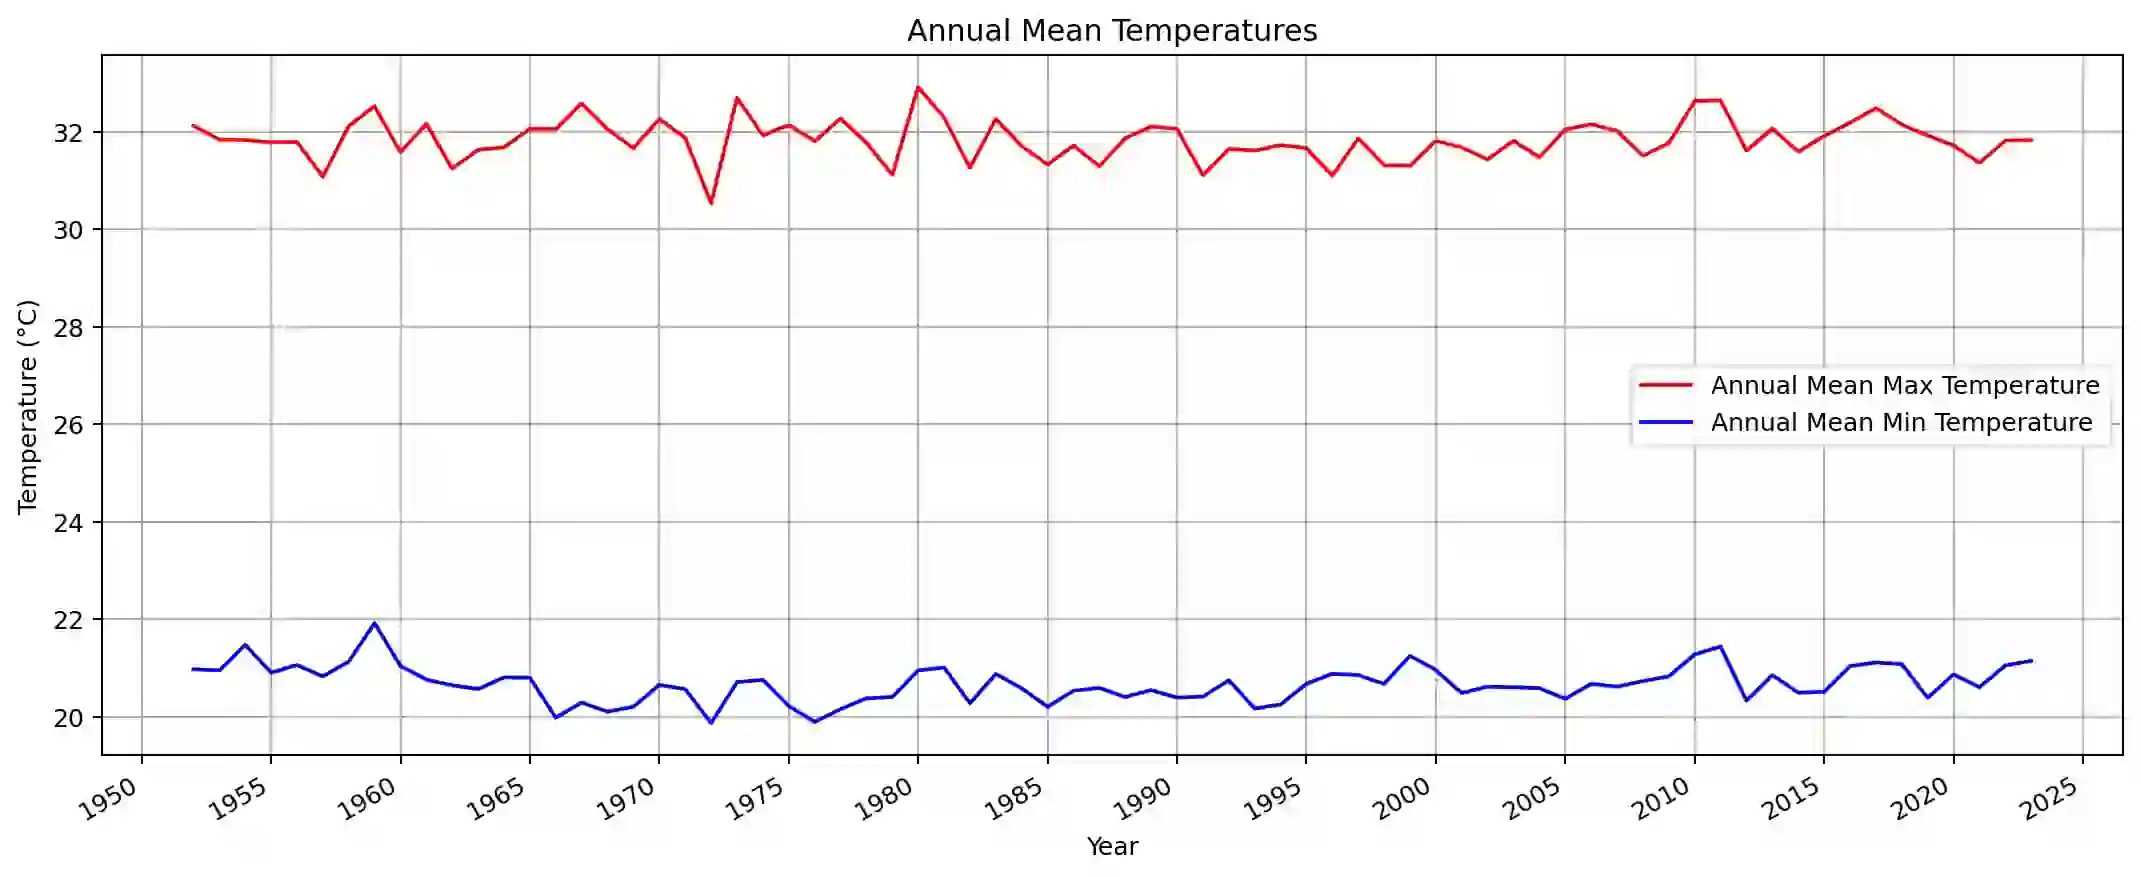 Annual Mean Temperatures
Temperature (°C)
32
30
28
26
24
22
20
Annual Mean Max Temperature
Annual Mean Min Temperature
1950 1955 1960 1965 1970 1975 1980 1985 1990 1995 2000 2005 2010 2015 2020 2025
Year